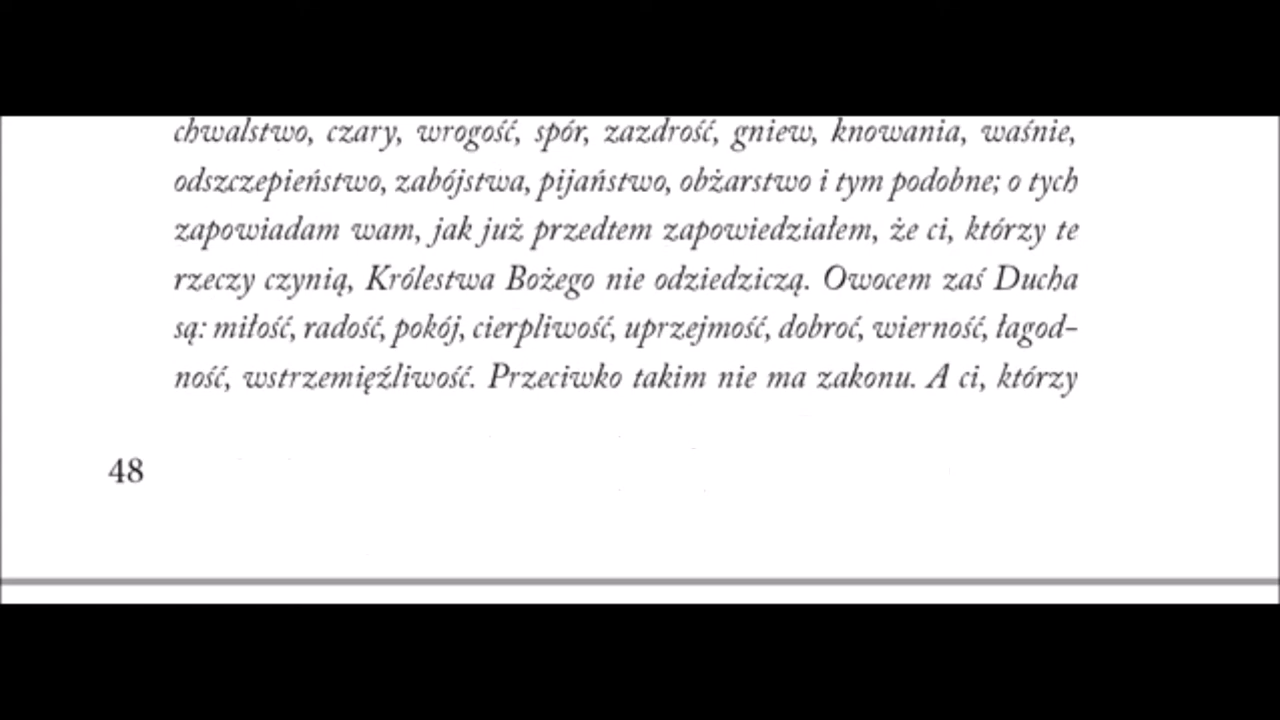 chwalstwo, czary, wrogość, spór, zazdrość, gniew, knowania, waśnie,
odszczepieństwo, zabójstwa, pijaństwo, obżarstwo i tym podobne; o tych
zapowiadam wam, jak już przedtem zapowiedziałem, że ci, którzy te
rzeczy czynią, Królestwa Bożego nie odziedziczą. Owocem zaś Ducha
są: miłość, radość, pokój, cierpliwość, uprzejmość, dobroć, wierność, łagod-
ność, wstrzemięźliwość. Przeciwko takim nie ma zakonu. A ci, którzy
48